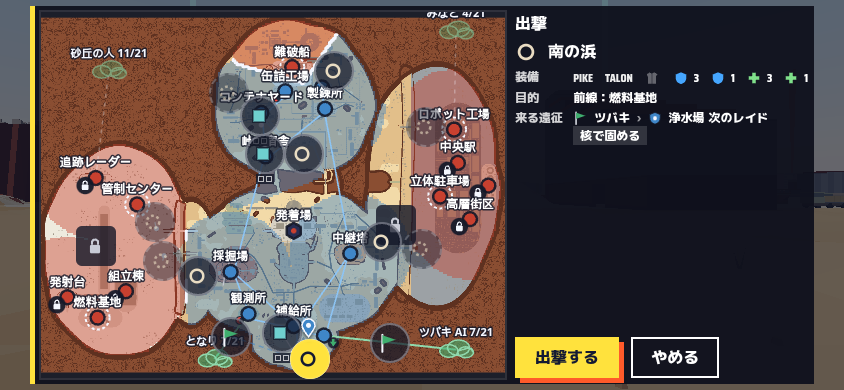 みなと 4/21
砂丘の人 11/21
難破船
缶詰工場
コンテナヤード
製錬所
ロボット工場
中央駅
追跡レーダー
管制センター
立体駐車場
高層街区
発着場
中継塔
採掘場
発射台
組立棟
燃料基地
観測所
補給所
ツバキ AI 7/21
出撃
南の浜
装備 PIKE TALON 3 1 3 1
目的 前線：燃料基地
来る遠征 ツバキ › 浄水場 次のレイド
核で固める
出撃する
やめる